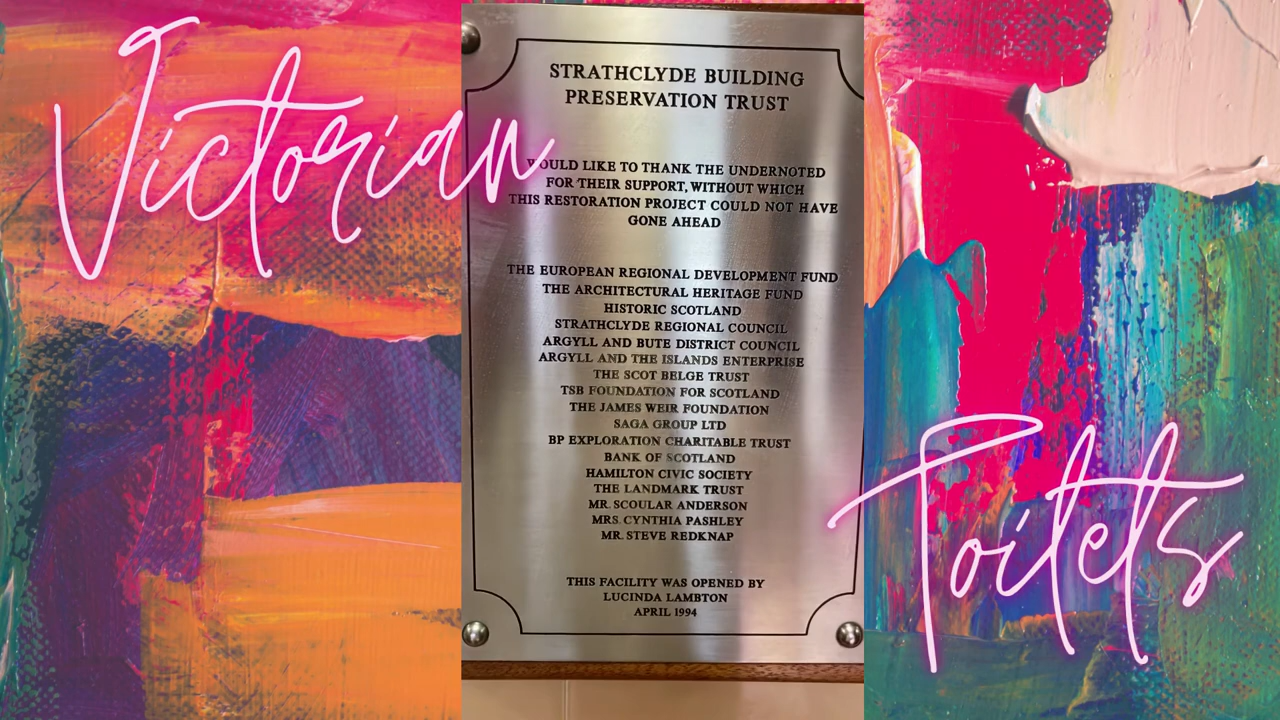 Victorian
STRATHCLYDE BUILDING
PRESERVATION TRUST
WOULD LIKE TO THANK THE UNDERNOTED
FOR THEIR SUPPORT, WITHOUT WHICH
THIS RESTORATION PROJECT COULD NOT HAVE
GONE AHEAD
THE EUROPEAN REGIONAL DEVELOPMENT FUND
THE ARCHITECTURAL HERITAGE FUND
HISTORIC SCOTLAND
STRATHCLYDE REGIONAL COUNCIL
ARGYLL AND BUTE DISTRICT COUNCIL
ARGYLL AND THE ISLANDS ENTERPRISE
THE SCOT BELGE TRUST
TSB FOUNDATION FOR SCOTLAND
THE JAMES WEIR FOUNDATION
SAGA GROUP LTD
BP EXPLORATION CHARITABLE TRUST
BANK OF SCOTLAND
HAMILTON CIVIC SOCIETY
THE LANDMARK TRUST
MR. SCOULAR ANDERSON
MRS. CYNTHIA PASHLEY
MR. STEVE REDKNAP
THIS FACILITY WAS OPENED BY
LUCINDA LAMBTON
APRIL 1994
Toilets